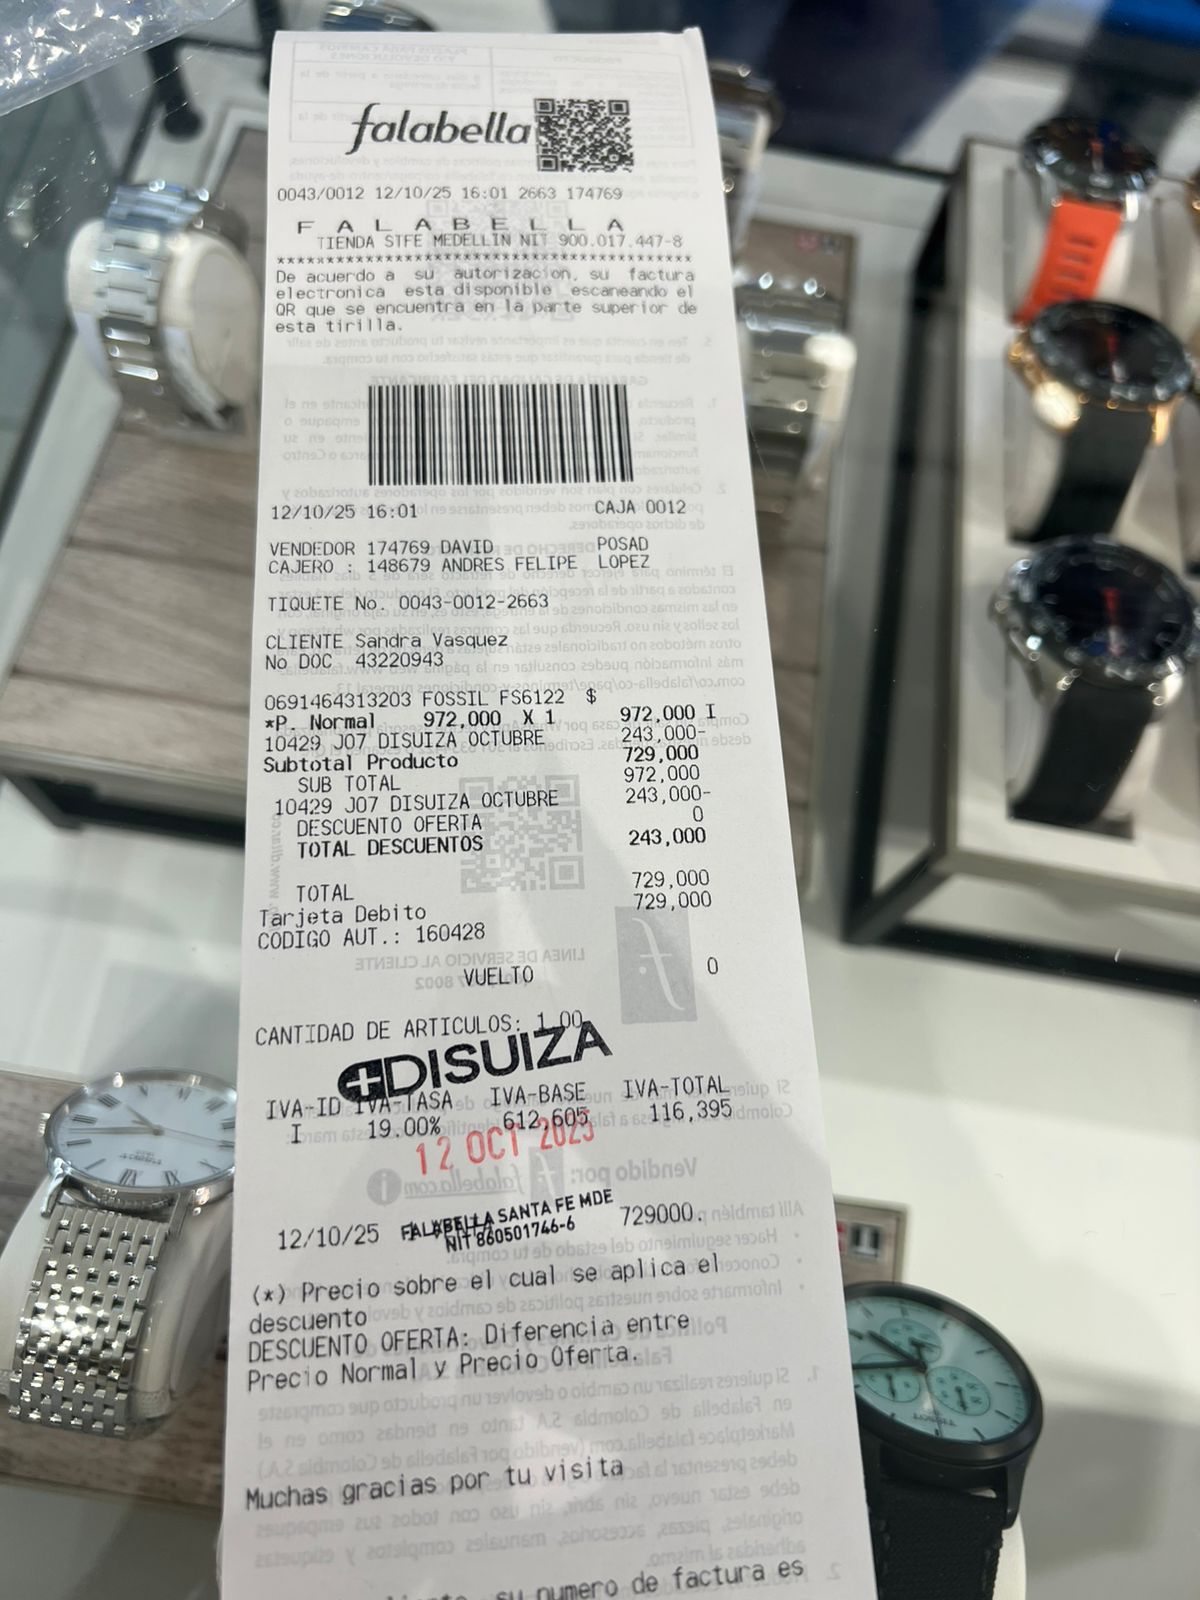 falabella
0043/0012 12/10/25 16:01 2663 174769
F A L A B E L L A
TIENDA STFE MEDELLIN NIT 900.017.447-8
****************************************************
De acuerdo a su autorizacion, su factura
electronica esta disponible escaneando el
QR que se encuentra en la parte superior de
esta tirilla.
12/10/25 16:01 CAJA 0012
VENDEDOR 174769 DAVID POSAD
CAJERO : 148679 ANDRES FELIPE LOPEZ
TIQUETE No. 0043-0012-2663
CLIENTE Sandra Vasquez
No DOC 43220943
0691464313203 FOSSIL FS6122 $
*P. Normal 972,000 X 1 972,000 I
10429 J07 DISUIZA OCTUBRE 243,000-
Subtotal Producto 729,000
SUB TOTAL 972,000
10429 J07 DISUIZA OCTUBRE 243,000-
DESCUENTO OFERTA 0
TOTAL DESCUENTOS 243,000
TOTAL 729,000
Tarjeta Debito 729,000
CODIGO AUT.: 160428
VUELTO 0
CANTIDAD DE ARTICULOS: 1.00
DISUIZA
IVA-ID IVA-TASA IVA-BASE IVA-TOTAL
I 19.00% 612,605 116,395
12 OCT 2025
FALABELLA SANTA FE MDE
NIT 860501746-6
12/10/25 729000.
(*) Precio sobre el cual se aplica el
descuento
DESCUENTO OFERTA: Diferencia entre
Precio Normal y Precio Oferta.
Muchas gracias por tu visita
su numero de factura es